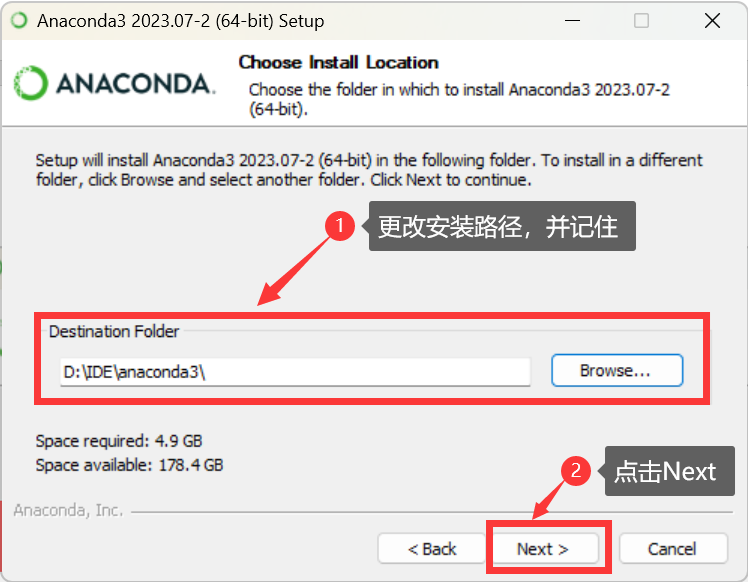 Anaconda3 2023.07-2 (64-bit) Setup
ANACONDA.
Choose Install Location
Choose the folder in which to install Anaconda3 2023.07-2
(64-bit).
Setup will install Anaconda3 2023.07-2 (64-bit) in the following folder. To install in a different
folder, click Browse and select another folder. Click Next to continue.
1 更改安装路径，并记住
Destination Folder
D:\IDE\anaconda3\
Browse...
Space required: 4.9 GB
Space available: 178.4 GB
2 点击Next
Anaconda, Inc.
< Back
Next >
Cancel